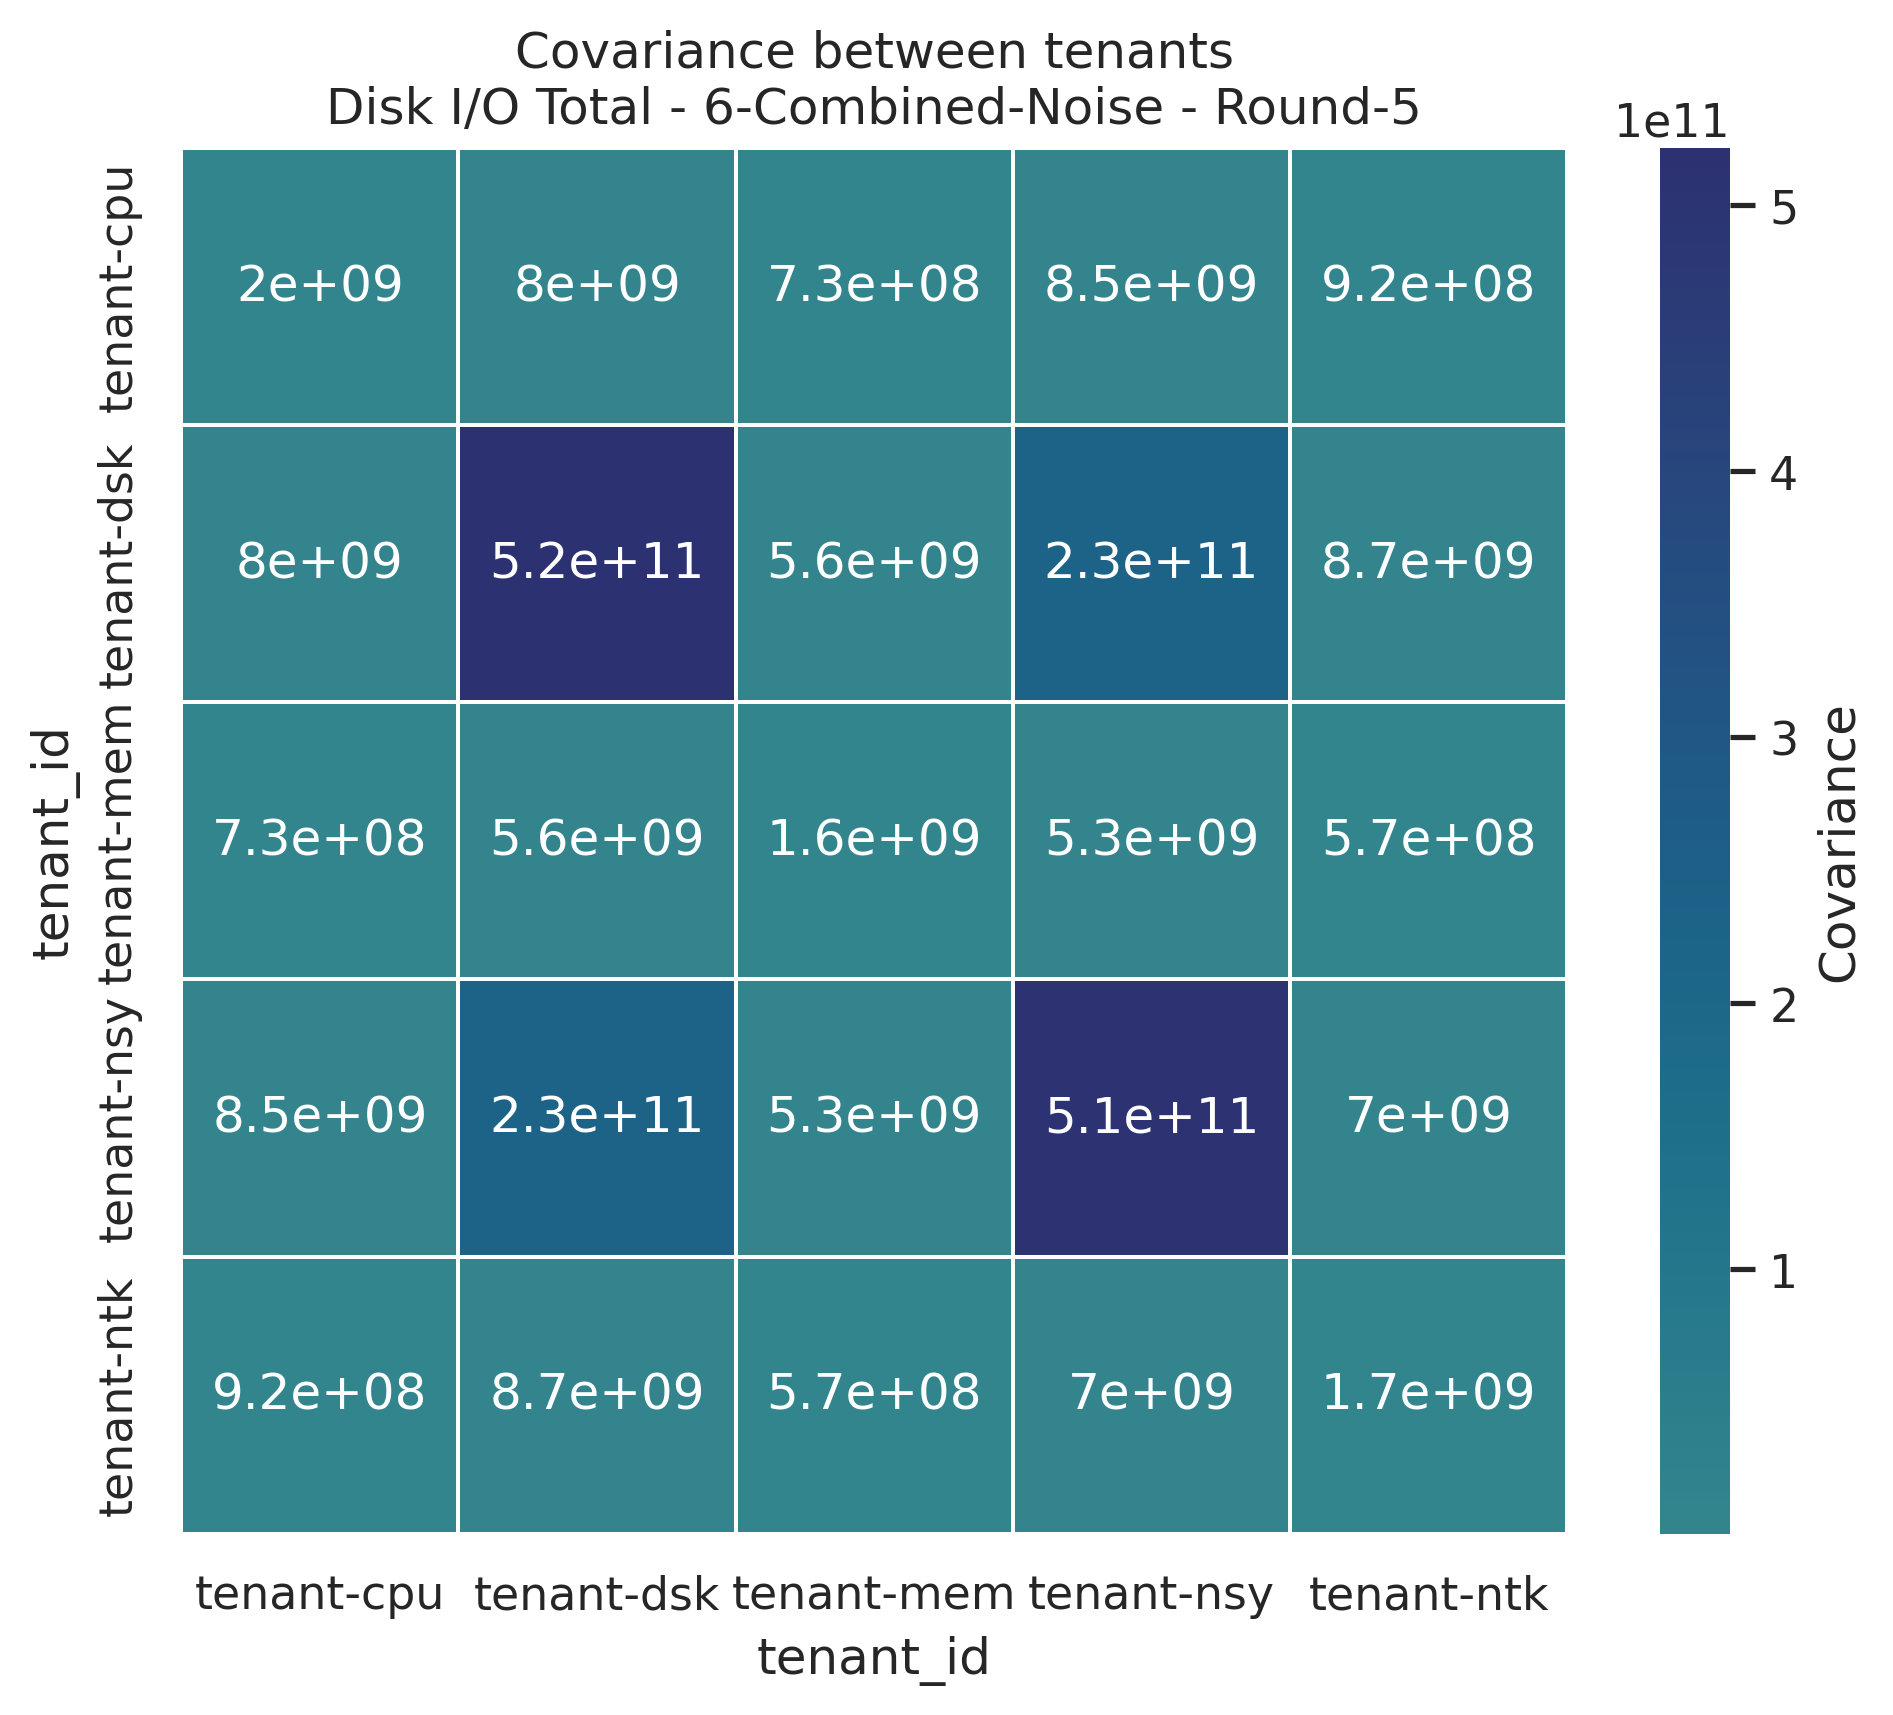 Covariance between tenants
Disk I/O Total - 6-Combined-Noise - Round-5
1e11
tenant-cpu 2e+09 8e+09 7.3e+08 8.5e+09 9.2e+08
tenant-dsk 8e+09 5.2e+11 5.6e+09 2.3e+11 8.7e+09
tenant-mem 7.3e+08 5.6e+09 1.6e+09 5.3e+09 5.7e+08
tenant-nsy 8.5e+09 2.3e+11 5.3e+09 5.1e+11 7e+09
tenant-ntk 9.2e+08 8.7e+09 5.7e+08 7e+09 1.7e+09
tenant_id
tenant-cpu tenant-dsk tenant-mem tenant-nsy tenant-ntk
tenant_id
5
4
3
2
1
Covariance